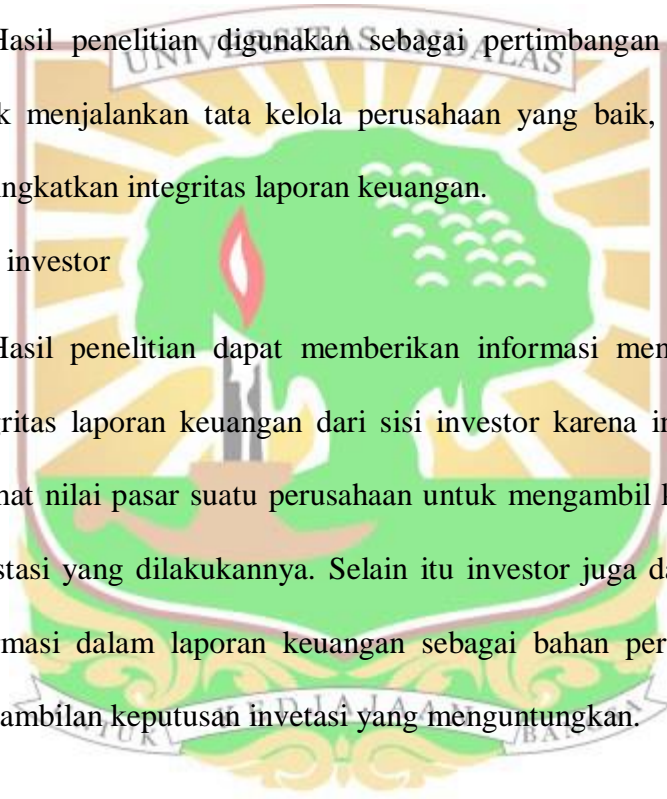 Hasil penelitian digunakan sebagai pertimbangan
UNIVERSITAS ANDALAS
k menjalankan tata kelola perusahaan yang baik,
ingkatkan integritas laporan keuangan.
investor
Hasil penelitian dapat memberikan informasi men
gritas laporan keuangan dari sisi investor karena in
hat nilai pasar suatu perusahaan untuk mengambil
stasi yang dilakukannya. Selain itu investor juga da
rmasi dalam laporan keuangan sebagai bahan per
ambilan keputusan invetasi yang menguntungkan.
UNTUK KEDJAJAAN BANGSA